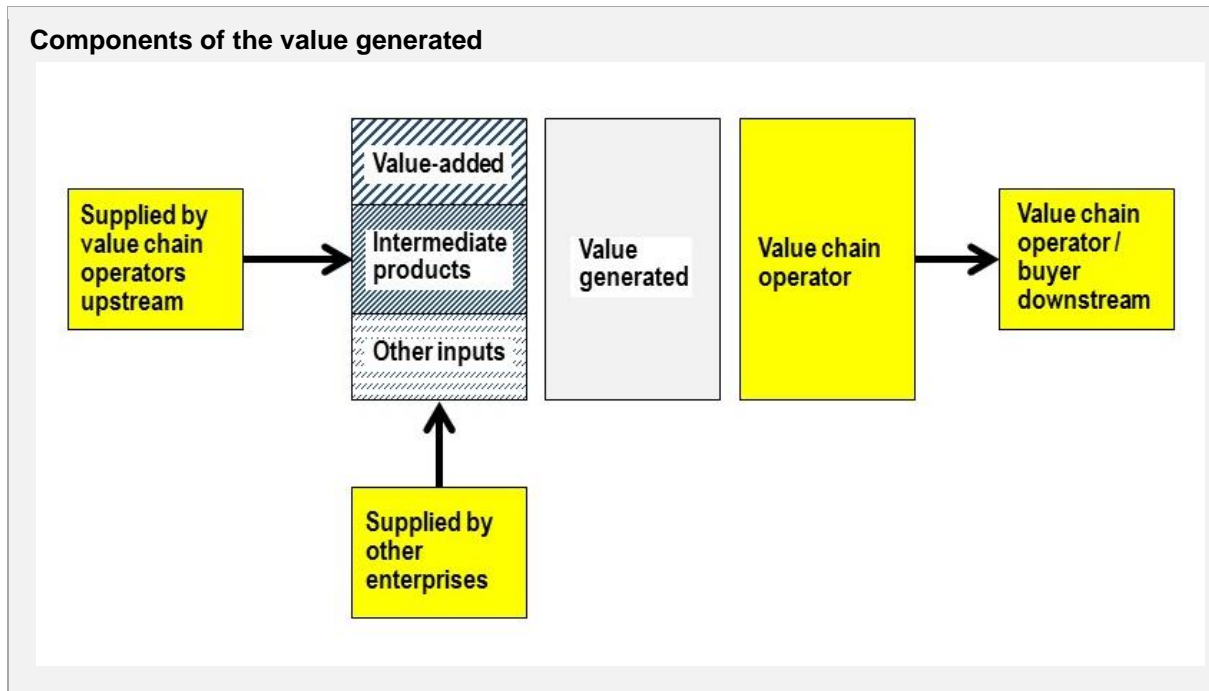 Components of the value generated
Value-added
Supplied by
value chain
operators
upstream
Intermediate
products
Other inputs
Value
generated
Value chain
operator
Value chain
operator /
buyer
downstream
Supplied by
other
enterprises